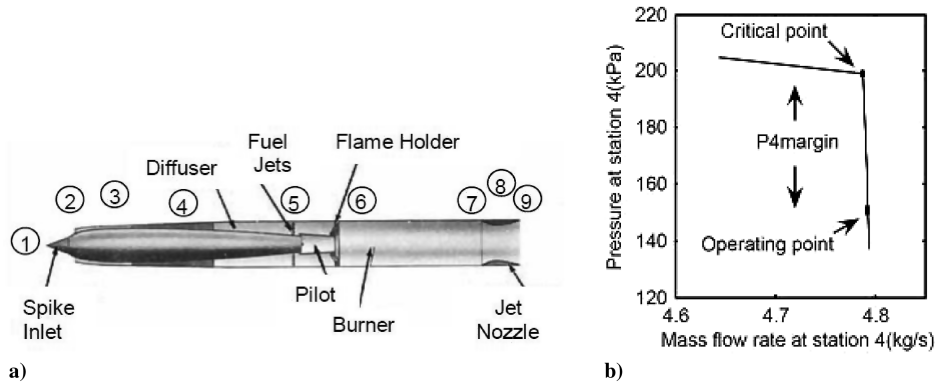 Fuel
Jets
Flame Holder
Diffuser
1
2
3
4
5
6
7
8
9
Spike
Inlet
Pilot
Burner
Jet
Nozzle
a)
220
200
180
160
140
120
4.6
4.7
4.8
Pressure at station 4(kPa)
Critical point
P4margin
Operating point
Mass flow rate at station 4(kg/s)
b)